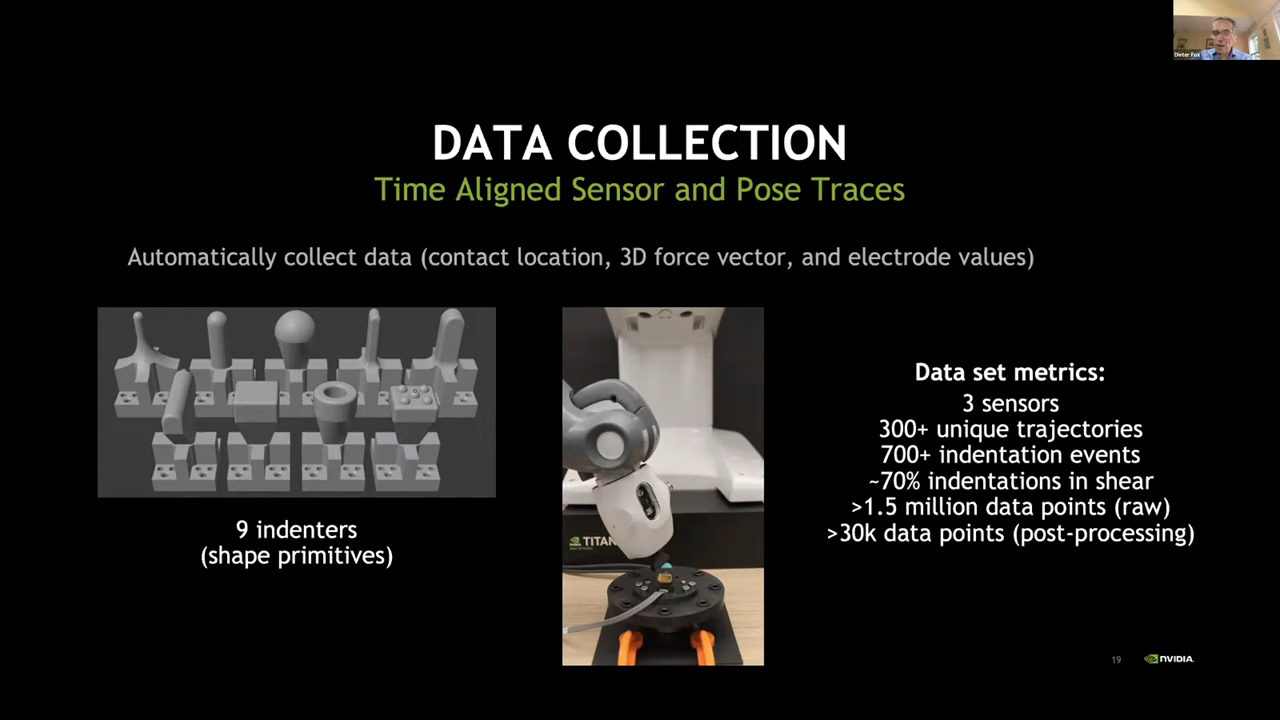 Dieter Fox
DATA COLLECTION
Time Aligned Sensor and Pose Traces
Automatically collect data (contact location, 3D force vector, and electrode values)
9 indenters
(shape primitives)
TITAN
Data set metrics:
3 sensors
300+ unique trajectories
700+ indentation events
~70% indentations in shear
>1.5 million data points (raw)
>30k data points (post-processing)
19
NVIDIA